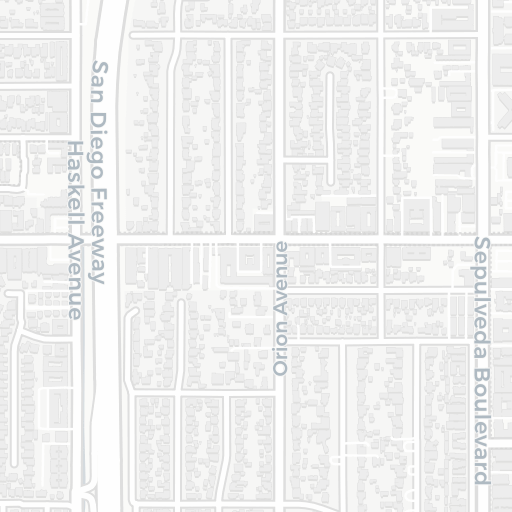 San Diego Freeway
Haskell Avenue
Orion Avenue
Sepulveda Boulevard